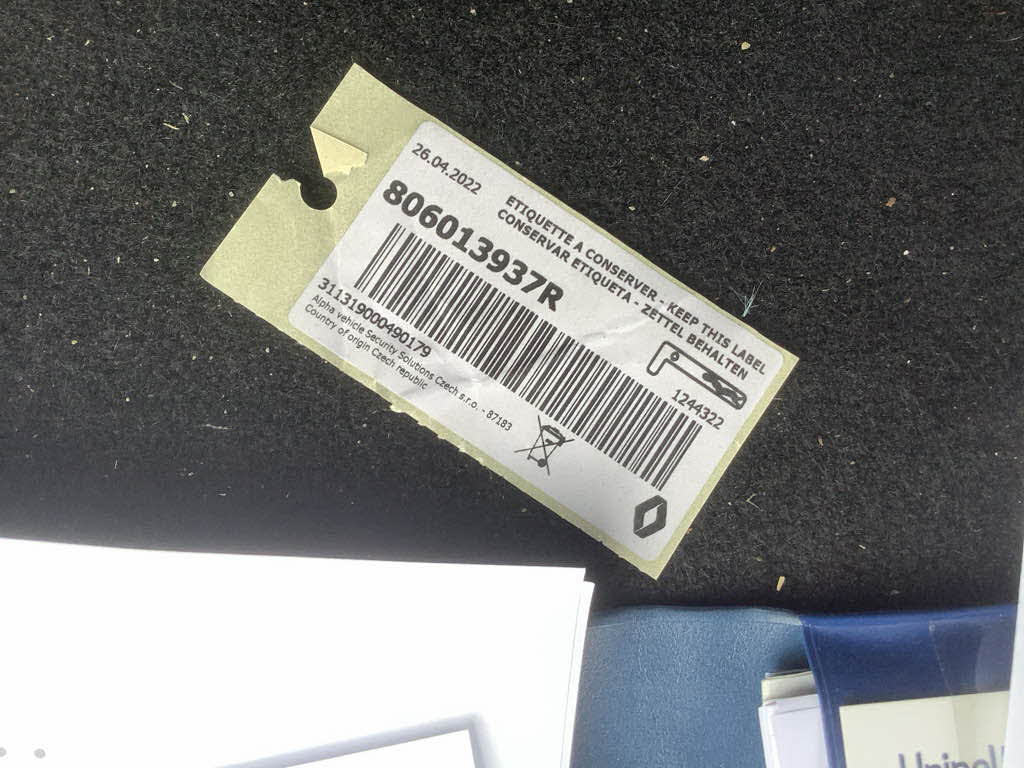 26.04.2022
ETIQUETTE A CONSERVER - KEEP THIS LABEL
CONSERVAR ETIQUETA - ZETTEL BEHALTEN
806013937R
1244322
311319000490179
Alpha vehicle Security Solutions Czech s.r.o. - 87183
Country of origin Czech republic